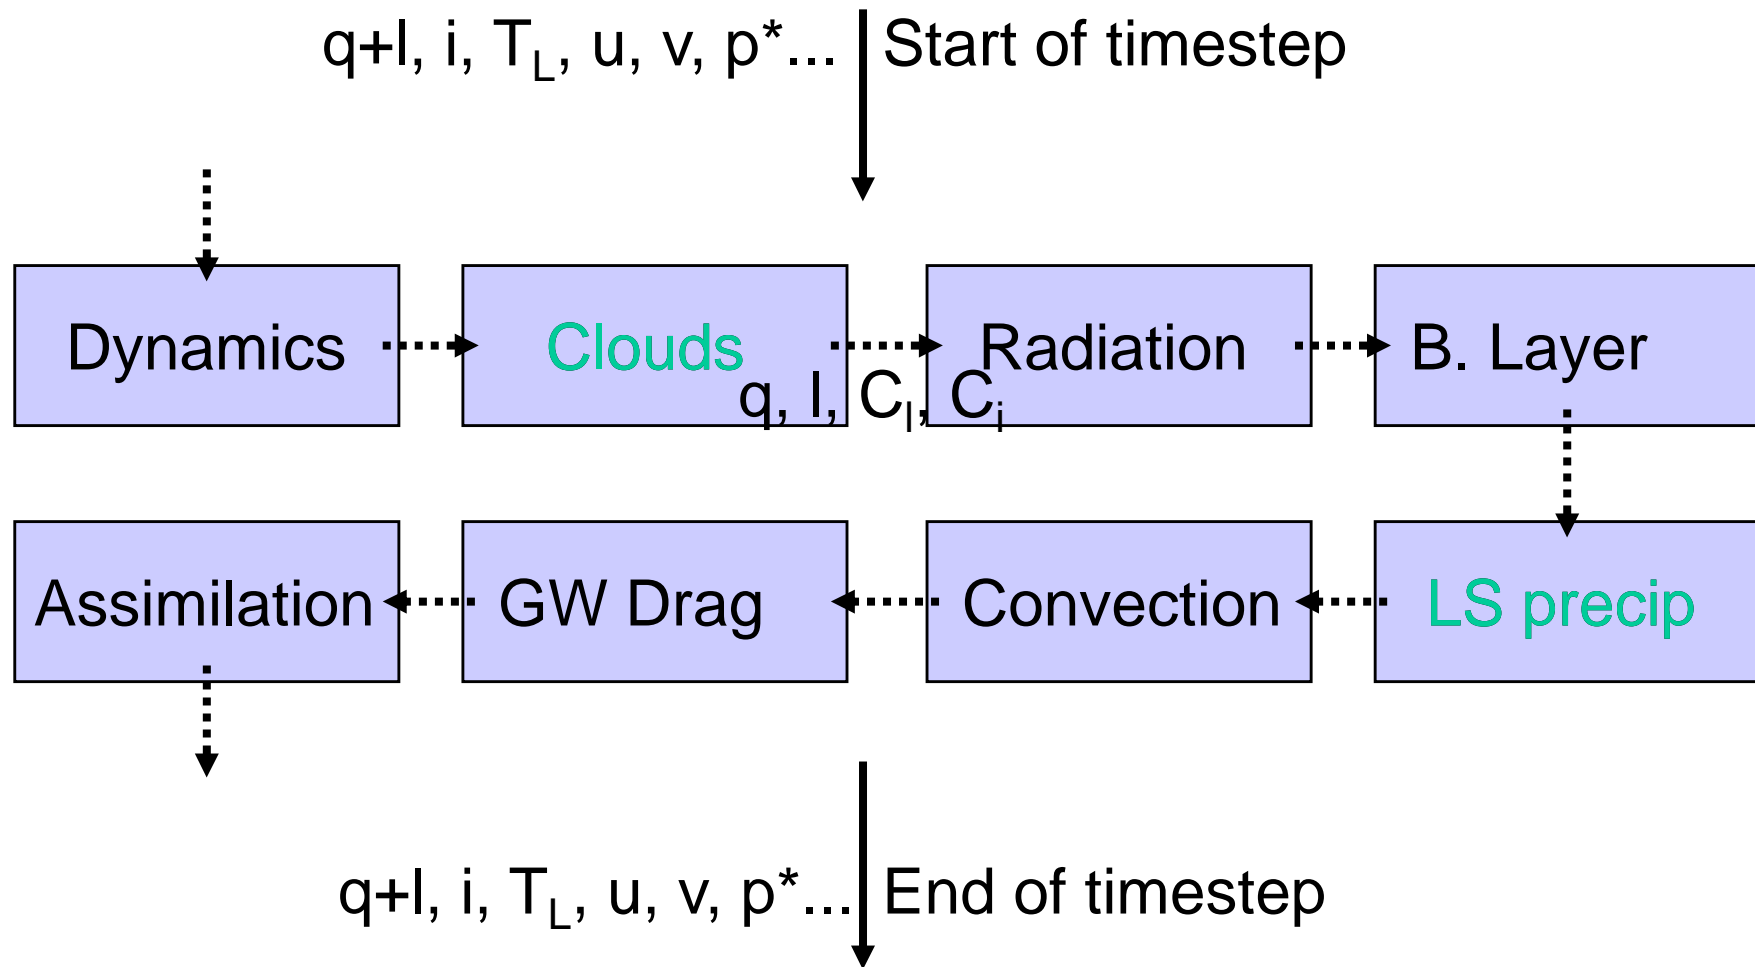 q+l, i, T_L, u, v, p*... Start of timestep
Dynamics Clouds Radiation B. Layer
q, l, C_l, C_i
Assimilation GW Drag Convection LS precip
q+l, i, T_L, u, v, p*... End of timestep